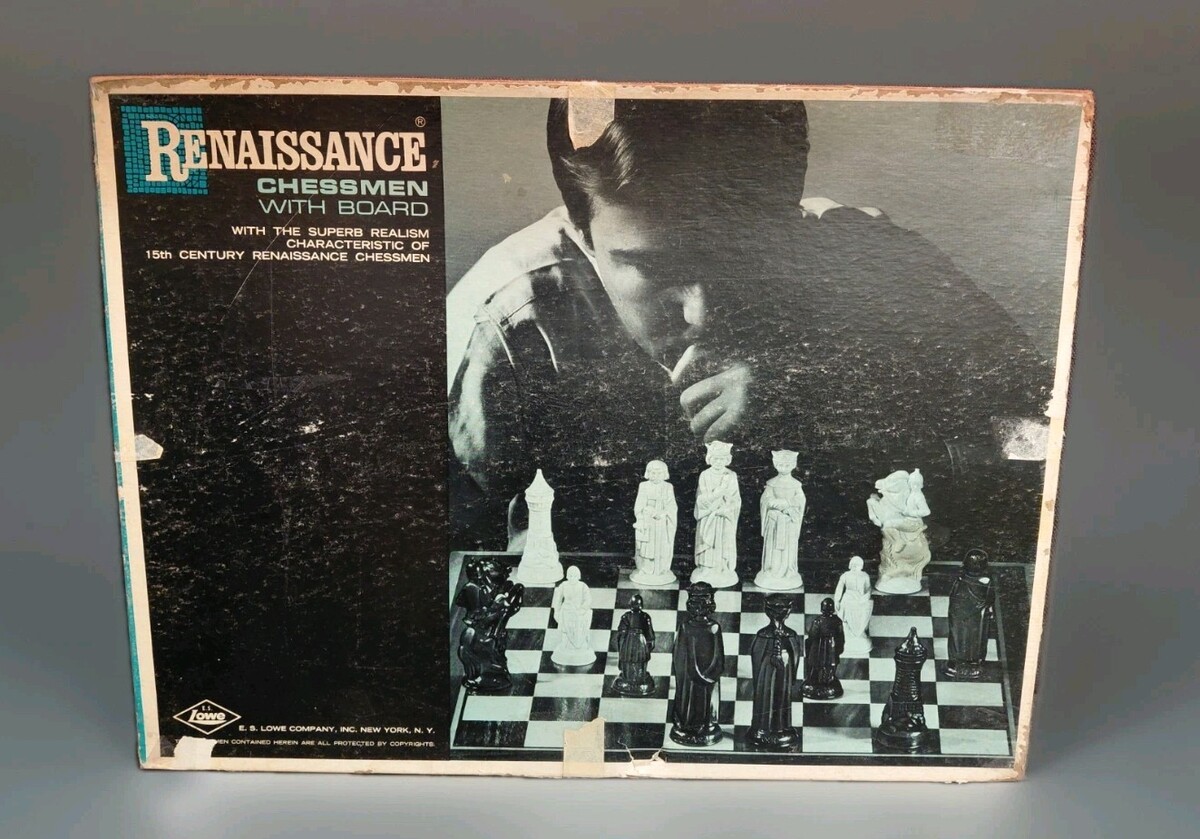 RENAISSANCE®
CHESSMEN
WITH BOARD
WITH THE SUPERB REALISM
CHARACTERISTIC OF
15th CENTURY RENAISSANCE CHESSMEN
E.S.
Lowe
E. S. LOWE COMPANY, INC. NEW YORK, N. Y.
CONTAINED HEREIN ARE ALL PROTECTED BY COPYRIGHTS.